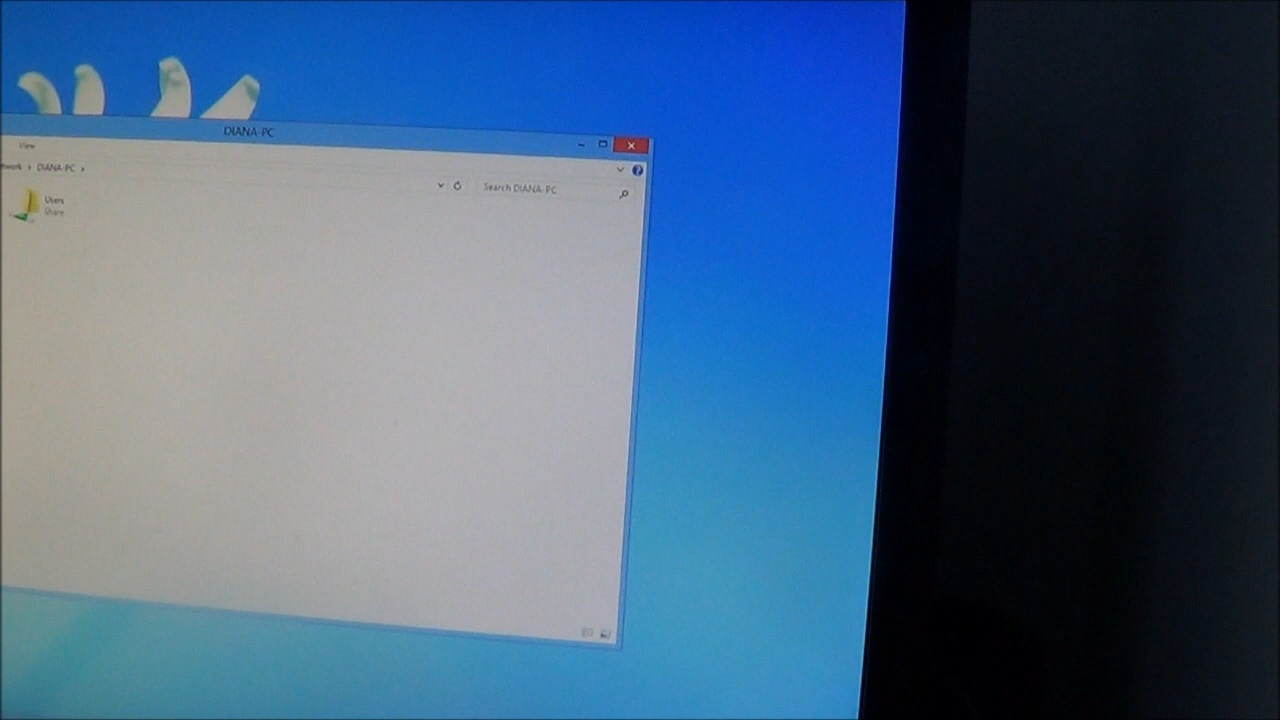 DIANA-PC
View
twork › DIANA-PC ›
Search DIANA-PC
Users
Share